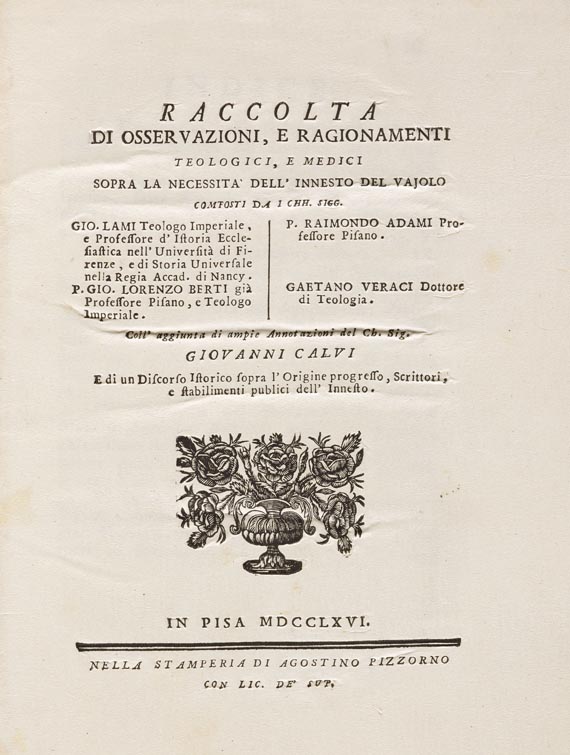 RACCOLTA
DI OSSERVAZIONI, E RAGIONAMENTI
TEOLOGICI, E MEDICI
SOPRA LA NECESSITA' DELL' INNESTO DEL VAJOLO
COMPOSTI DA I CHH. SIGG.
GIO. LAMI Teologo Imperiale,
e Profeſſore d' Iſtoria Eccle-
ſiaſtica nell' Univerſità di Fi-
renze, e di Storia Univerſale
nella Regia Accad. di Nancy.
P. GIO. LORENZO BERTI già
Profeſſore Piſano, e Teologo
Imperiale.
P. RAIMONDO ADAMI Pro-
feſſore Piſano.
GAETANO VERACI Dottore
di Teologia.
Coll' aggiunta di ampie Annotazioni del Ch. Sig.
GIOVANNI CALVI
E di un Diſcorſo Iſtorico ſopra l' Origine progreſſo, Scrittori,
e ſtabilimenti publici dell' Inneſto.
IN PISA MDCCLXVI.
NELLA STAMPERIA DI AGOSTINO PIZZORNO
CON LIC. DE' SUP.